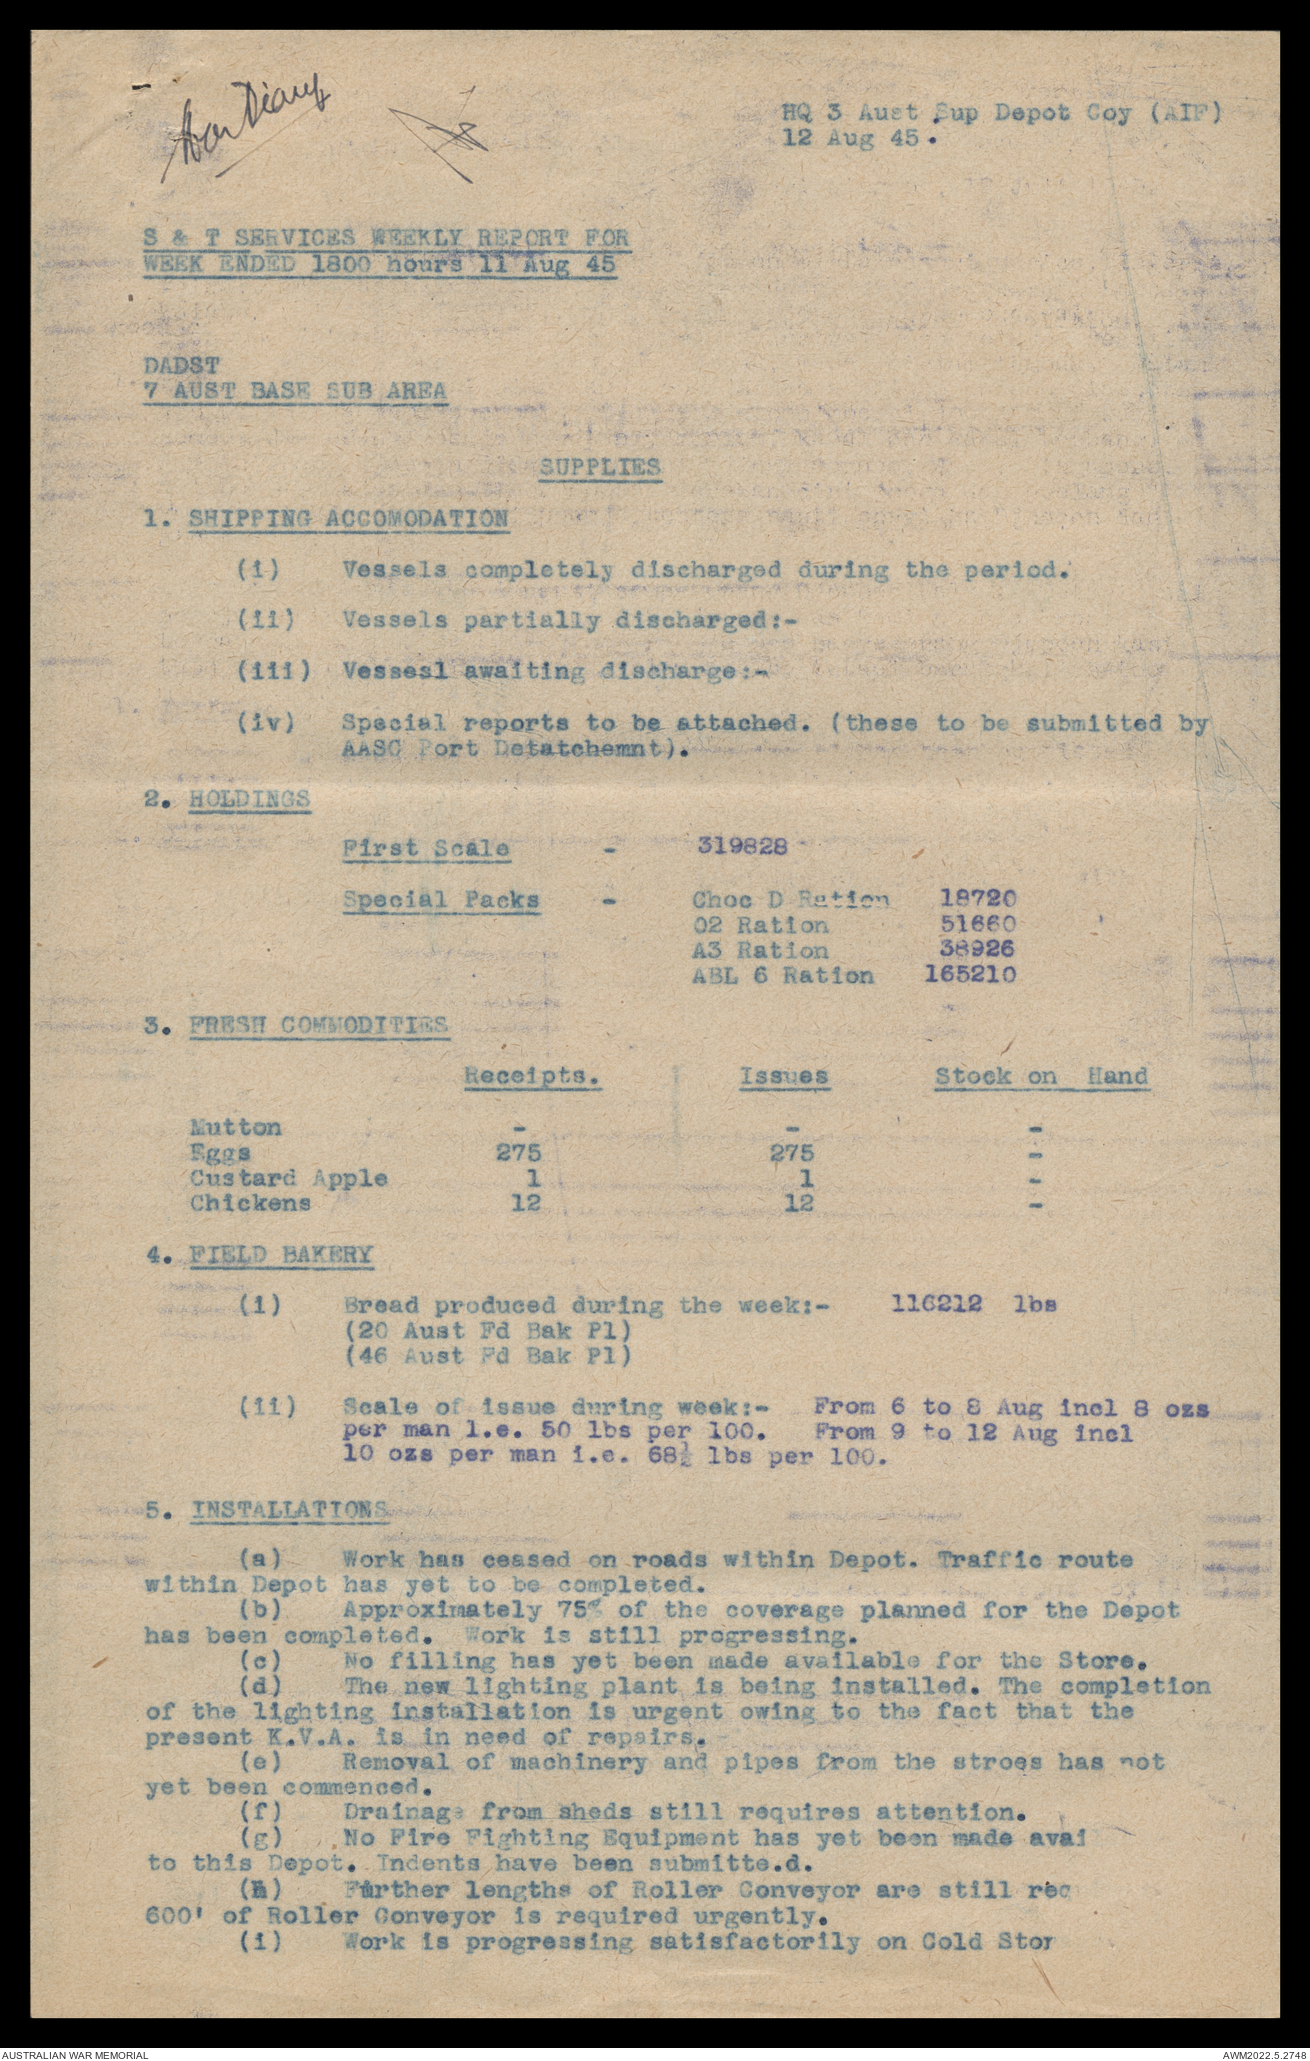 War Diary
HQ 3 Aust Sup Depot Coy (AIF)
12 Aug 45.
S & T SERVICES WEEKLY REPORT FOR
WEEK ENDED 1800 hours 11 Aug 45
DADST
7 AUST BASE SUB AREA
SUPPLIES
1. SHIPPING ACCOMODATION
(i) Vessels completely discharged during the period.
(ii) Vessels partially discharged:-
(iii) Vessesl awaiting discharge:-
(iv) Special reports to be attached. (these to be submitted by
AASC Port Detatchemnt).
2. HOLDINGS
First Scale - 319828
Special Packs - Choc D Ration 18720
O2 Ration 51660
A3 Ration 38926
ABL 6 Ration 165210
3. FRESH COMMODITIES
Receipts. Issues Stock on Hand
Mutton - - -
Eggs 275 275 -
Custard Apple 1 1 -
Chickens 12 12 -
4. FIELD BAKERY
(i) Bread produced during the week:- 116212 lbs
(20 Aust Fd Bak Pl)
(46 Aust Fd Bak Pl)
(ii) Scale of issue during week:- From 6 to 8 Aug incl 8 ozs
per man l.e. 50 lbs per 100. From 9 to 12 Aug incl
10 ozs per man i.e. 68½ lbs per 100.
5. INSTALLATIONS
(a) Work has ceased on roads within Depot. Traffic route
within Depot has yet to be completed.
(b) Approximately 75% of the coverage planned for the Depot
has been completed. Work is still progressing.
(c) No filling has yet been made available for the Store.
(d) The new lighting plant is being installed. The completion
of the lighting installation is urgent owing to the fact that the
present K.V.A. is in need of repairs.
(e) Removal of machinery and pipes from the stroes has not
yet been commenced.
(f) Drainage from sheds still requires attention.
(g) No Fire Fighting Equipment has yet been made avai
to this Depot. Indents have been submitte.d.
(h) Further lengths of Roller Conveyor are still req
600' of Roller Conveyor is required urgently.
(i) Work is progressing satisfactorily on Cold Stor
AUSTRALIAN WAR MEMORIAL
AWM2022.5.2748